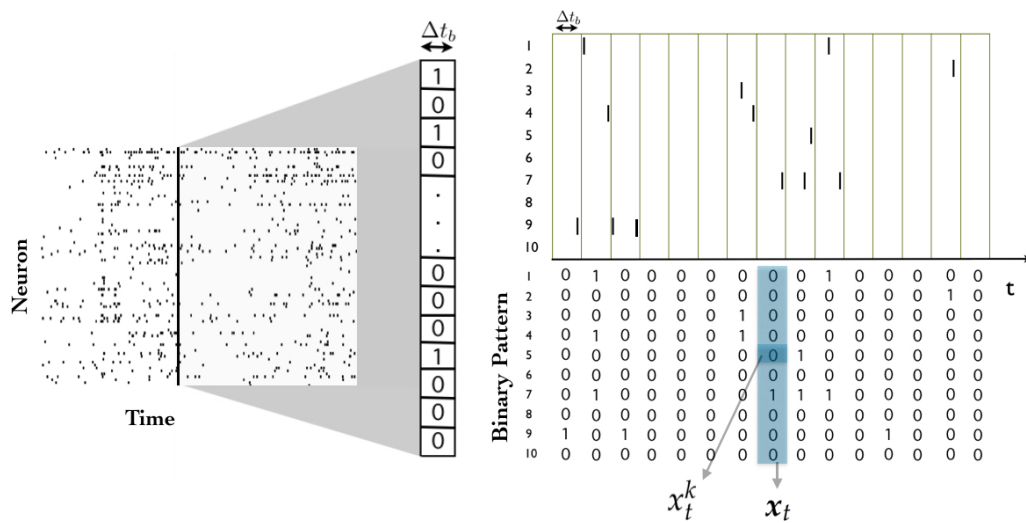 Δt_b
1
0
1
0
.
.
.
0
0
0
1
0
0
0
Neuron
Time
Δt_b
1
2
3
4
5
6
7
8
9
10
t
Binary Pattern
1 0 1 0 0 0 0 0 0 0 1 0 0 0 0 0
2 0 0 0 0 0 0 0 0 0 0 0 0 0 1 0
3 0 0 0 0 0 0 1 0 0 0 0 0 0 0 0
4 0 1 0 0 0 0 1 0 0 0 0 0 0 0 0
5 0 0 0 0 0 0 0 0 1 0 0 0 0 0 0
6 0 0 0 0 0 0 0 0 0 0 0 0 0 0 0
7 0 1 0 0 0 0 0 1 1 1 0 0 0 0 0
8 0 0 0 0 0 0 0 0 0 0 0 0 0 0 0
9 1 0 1 0 0 0 0 0 0 0 0 1 0 0 0
10 0 0 0 0 0 0 0 0 0 0 0 0 0 0 0
x_t^k
x_t